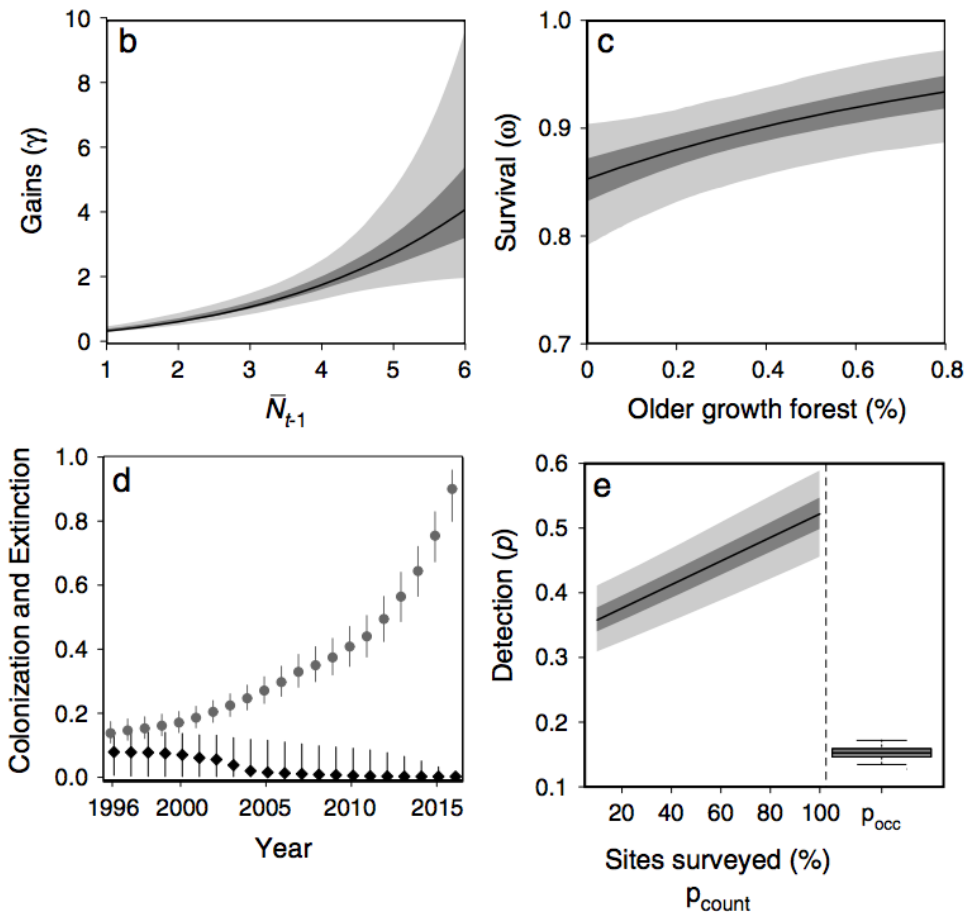 b
10
8
6
4
2
0
Gains (γ)
1 2 3 4 5 6
N̅t-1
c
1.0
0.9
0.8
0.7
Survival (ω)
0 0.2 0.4 0.6 0.8
Older growth forest (%)
d
1.0
0.8
0.6
0.4
0.2
0.0
Colonization and Extinction
1996 2000 2005 2010 2015
Year
e
0.6
0.5
0.4
0.3
0.2
0.1
Detection (p)
20 40 60 80 100 pocc
Sites surveyed (%)
pcount